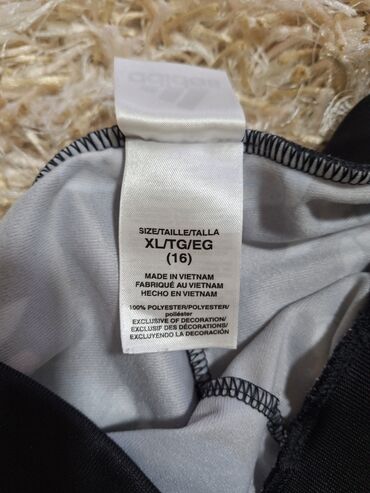 adidas
SIZE/TAILLE/TALLA
XL/TG/EG
(16)
MADE IN VIETNAM
FABRIQUÉ AU VIETNAM
HECHO EN VIETNAM
100% POLYESTER/POLYESTER/
poliéster
EXCLUSIVE OF DECORATION/
EXCLUSIF DES DÉCORATIONS/
EXCLUYENDO LA DECORACIÓN